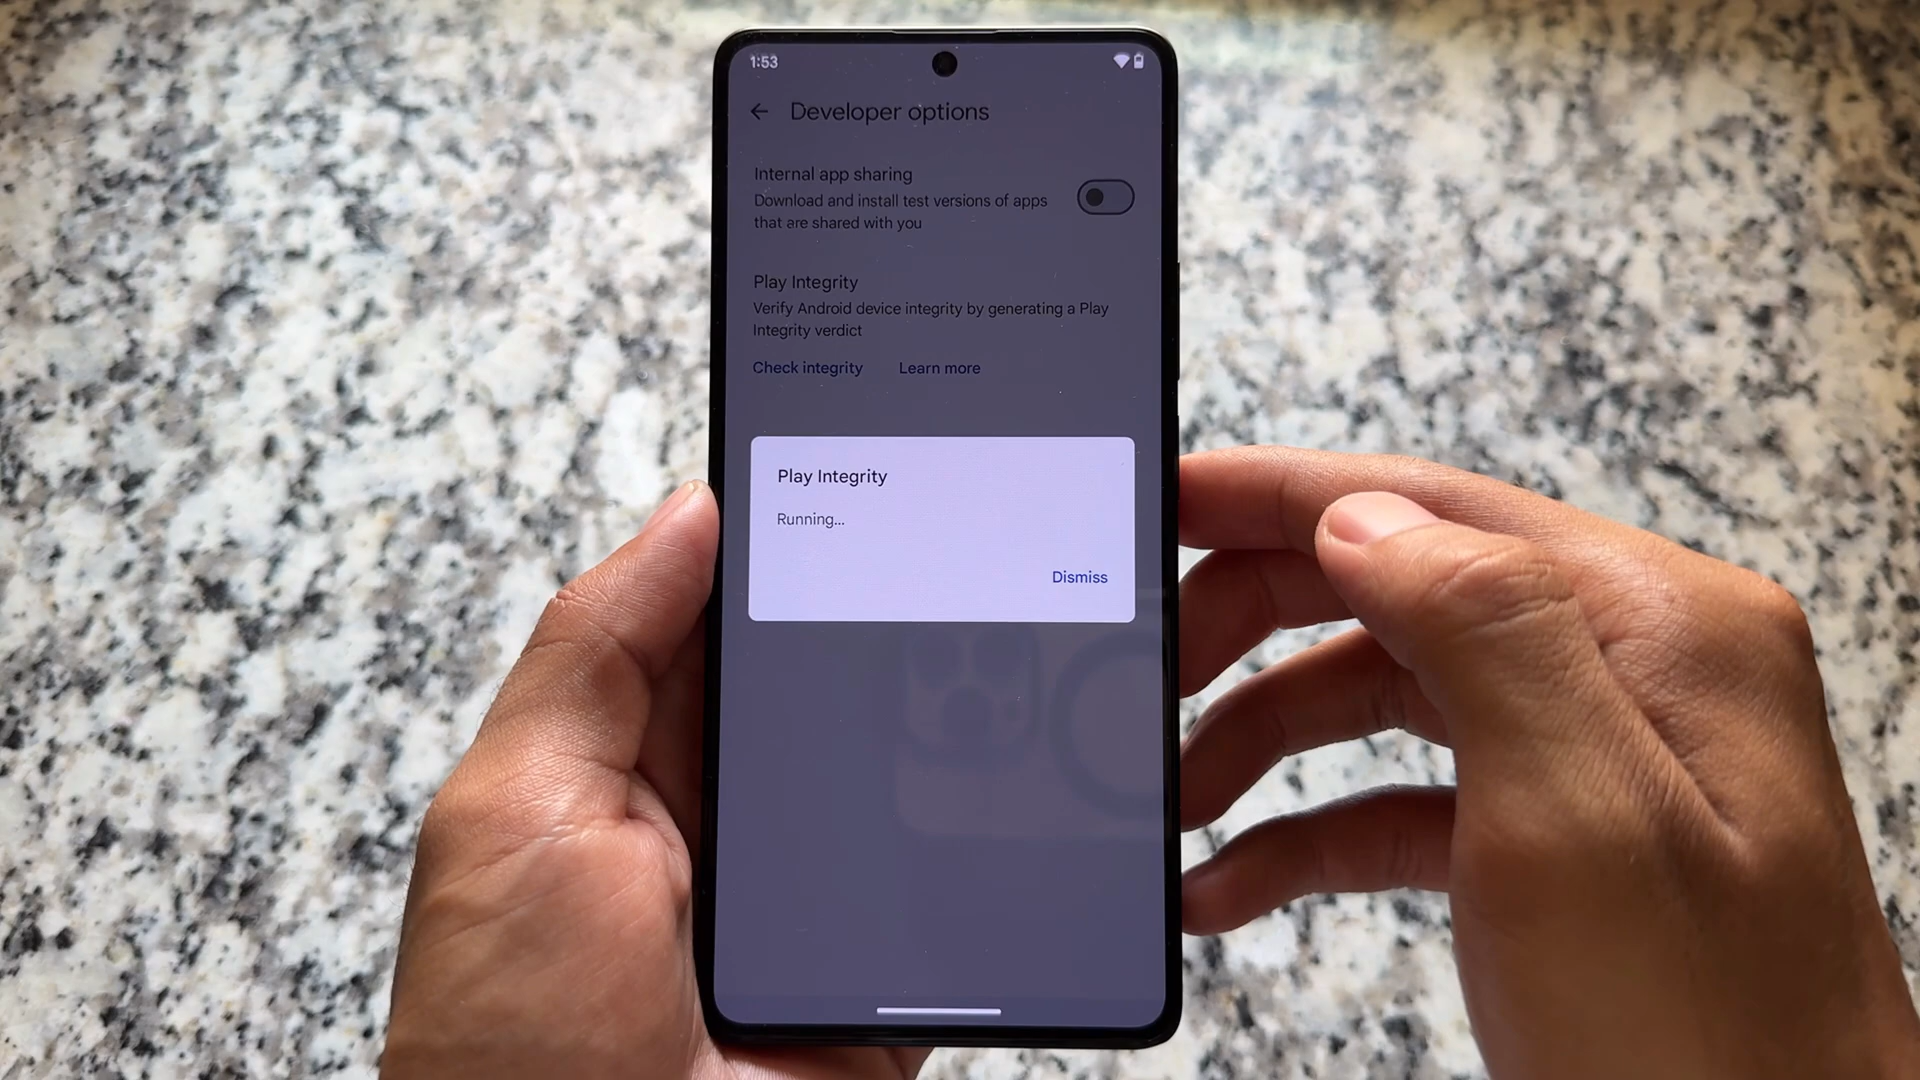 1:53
Developer options
Internal app sharing
Download and install test versions of apps
that are shared with you
Play Integrity
Verify Android device integrity by generating a Play
Integrity verdict
Check integrity Learn more
Play Integrity
Running...
Dismiss